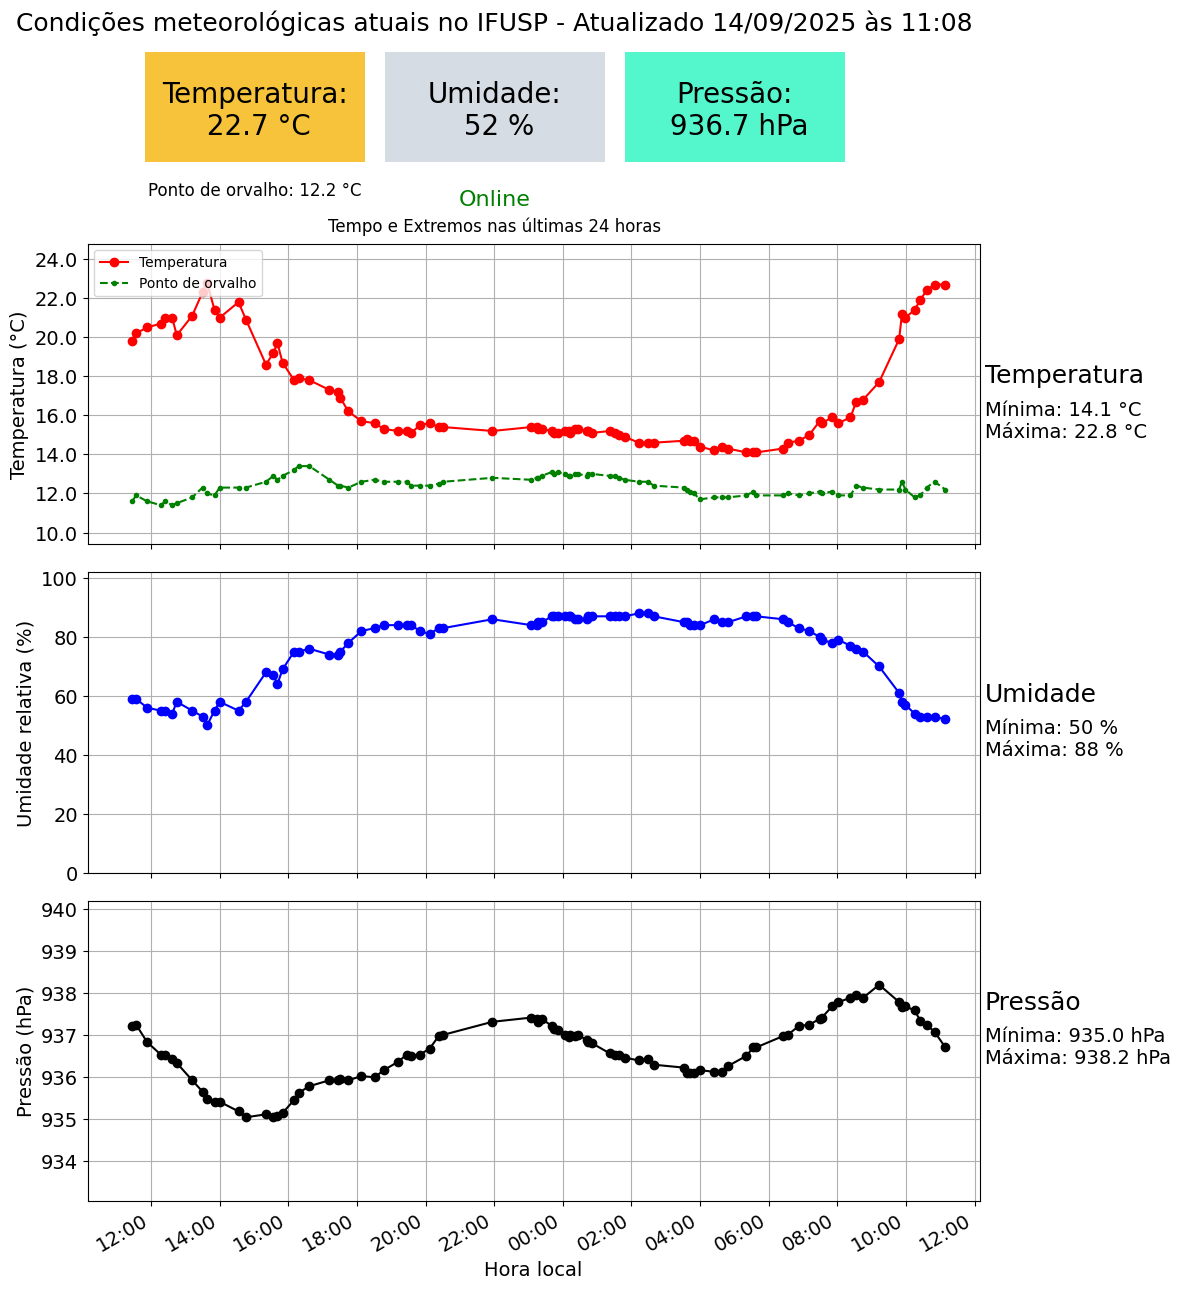 Condições meteorológicas atuais no IFUSP - Atualizado 14/09/2025 às 11:08
Temperatura:
22.7 °C
Umidade:
52 %
Pressão:
936.7 hPa
Ponto de orvalho: 12.2 °C
Online
Tempo e Extremos nas últimas 24 horas
Temperatura (°C)
24.0
22.0
20.0
18.0
16.0
14.0
12.0
10.0
Temperatura
Ponto de orvalho
Temperatura
Mínima: 14.1 °C
Máxima: 22.8 °C
Umidade relativa (%)
100
80
60
40
20
0
Umidade
Mínima: 50 %
Máxima: 88 %
Pressão (hPa)
940
939
938
937
936
935
934
Pressão
Mínima: 935.0 hPa
Máxima: 938.2 hPa
12:00 14:00 16:00 18:00 20:00 22:00 00:00 02:00 04:00 06:00 08:00 10:00 12:00
Hora local